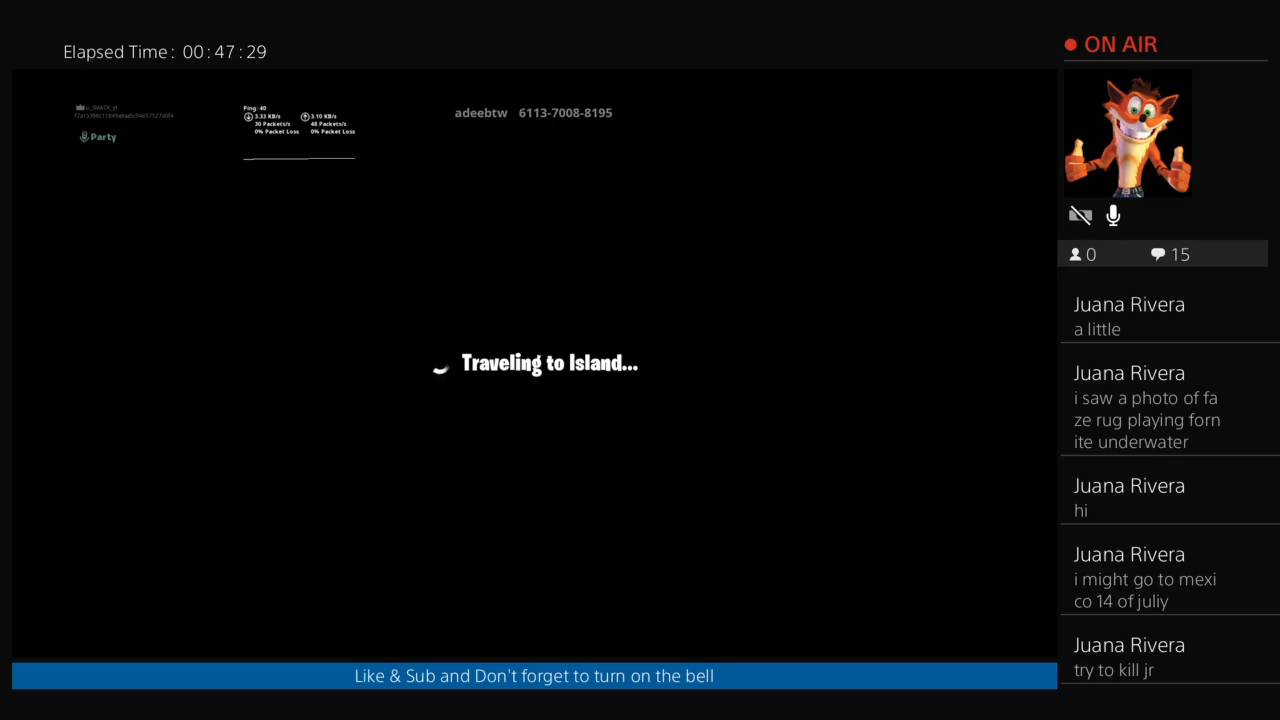 Elapsed Time: 00:47:29
ON AIR
Ping: 40
3.33 KB/s 3.10 KB/s
30 Packets/s 48 Packets/s
0% Packet Loss 0% Packet Loss
adeebtw 6113-7008-8195
Party
0 15
Juana Rivera
a little
Juana Rivera
i saw a photo of fa
ze rug playing forn
ite underwater
Juana Rivera
hi
Juana Rivera
i might go to mexi
co 14 of juliy
Juana Rivera
try to kill jr
Traveling to Island...
Like & Sub and Don't forget to turn on the bell